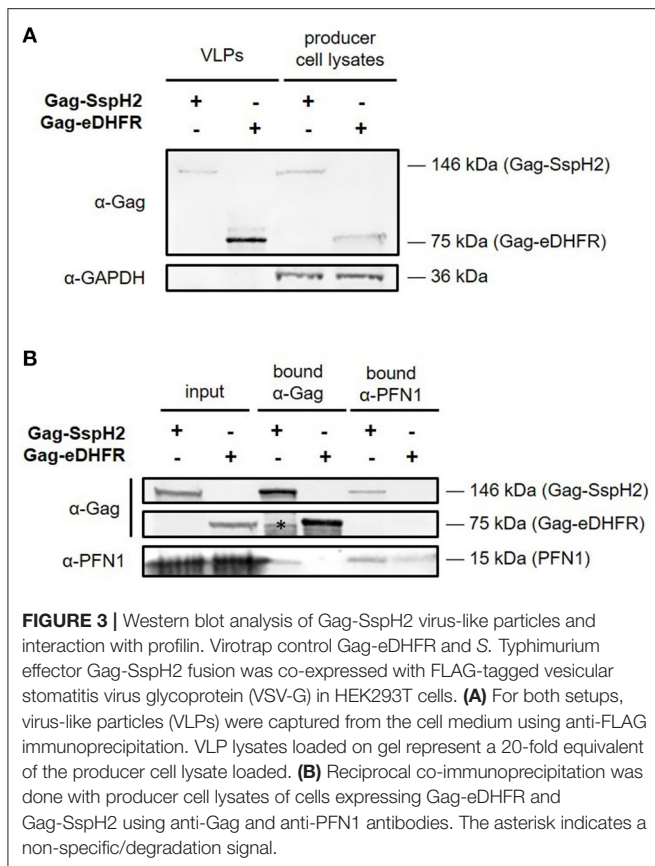 A
VLPs
producer
cell lysates
Gag-SspH2 + - + -
Gag-eDHFR - + - +
α-Gag
146 kDa (Gag-SspH2)
75 kDa (Gag-eDHFR)
α-GAPDH
36 kDa
B
input
bound
α-Gag
bound
α-PFN1
Gag-SspH2 + - + - + -
Gag-eDHFR - + - + - +
α-Gag
146 kDa (Gag-SspH2)
* 75 kDa (Gag-eDHFR)
α-PFN1
15 kDa (PFN1)
FIGURE 3 | Western blot analysis of Gag-SspH2 virus-like particles and
interaction with profilin. Virotrap control Gag-eDHFR and S. Typhimurium
effector Gag-SspH2 fusion was co-expressed with FLAG-tagged vesicular
stomatitis virus glycoprotein (VSV-G) in HEK293T cells. (A) For both setups,
virus-like particles (VLPs) were captured from the cell medium using anti-FLAG
immunoprecipitation. VLP lysates loaded on gel represent a 20-fold equivalent
of the producer cell lysate loaded. (B) Reciprocal co-immunoprecipitation was
done with producer cell lysates of cells expressing Gag-eDHFR and
Gag-SspH2 using anti-Gag and anti-PFN1 antibodies. The asterisk indicates a
non-specific/degradation signal.